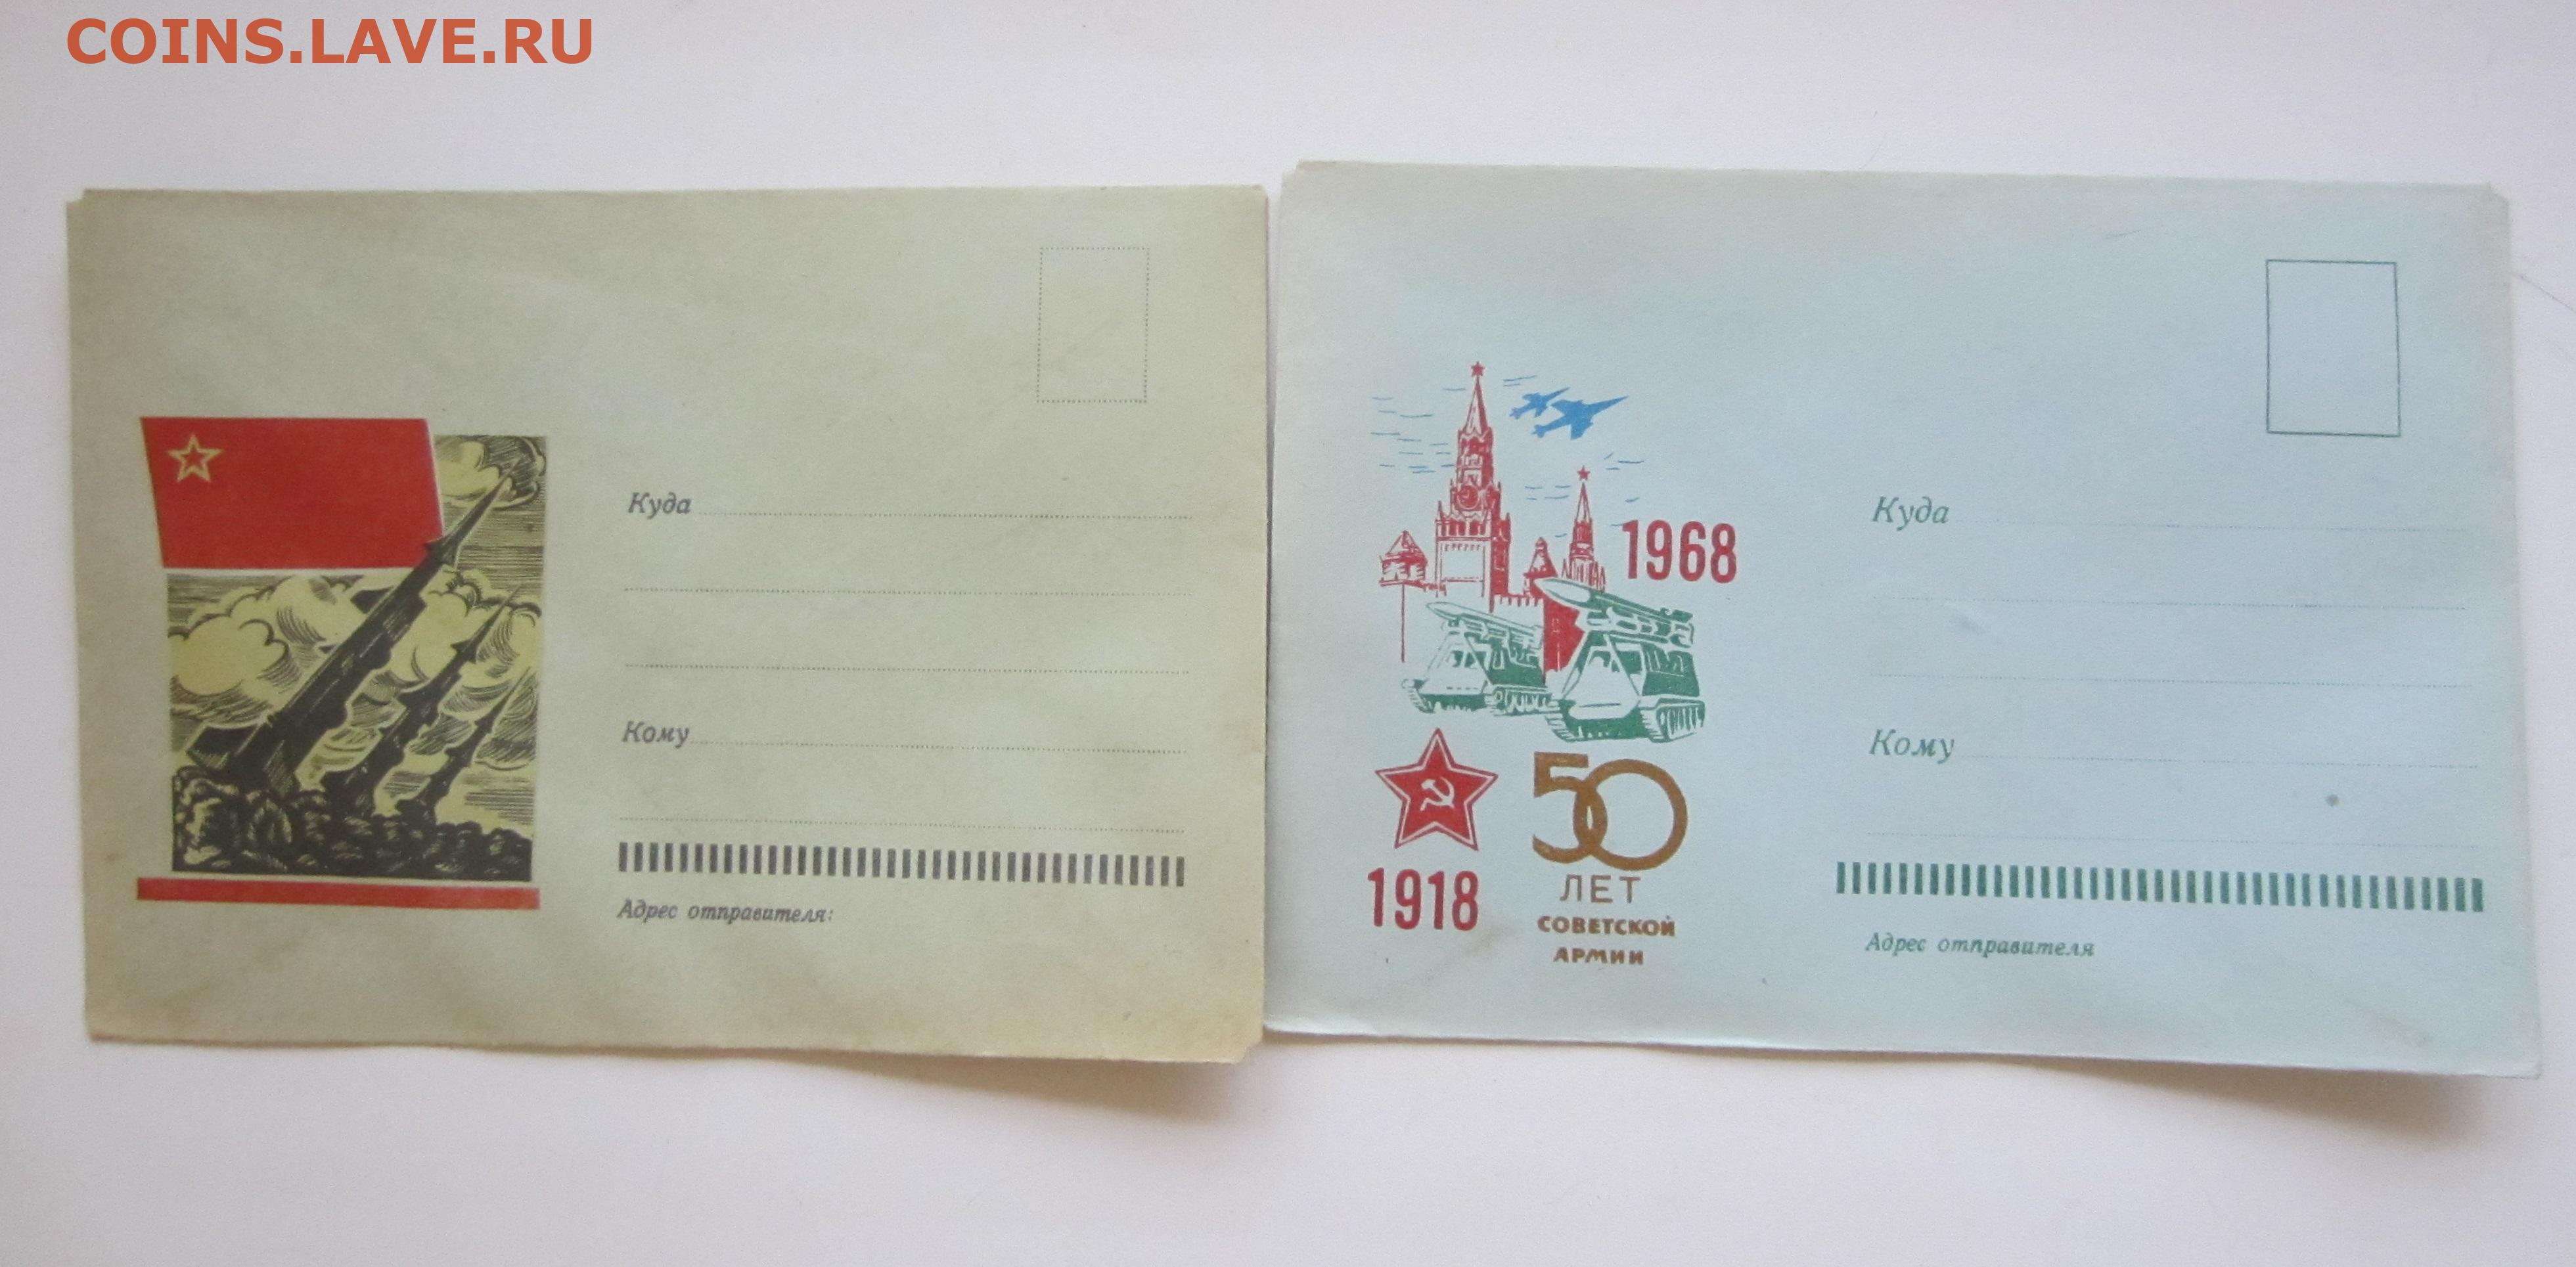 COINS.LAVE.RU
Куда
Кому
Адрес отправителя:
1968
1918
50
ЛЕТ
СОВЕТСКОЙ
АРМИИ
Куда
Кому
Адрес отправителя